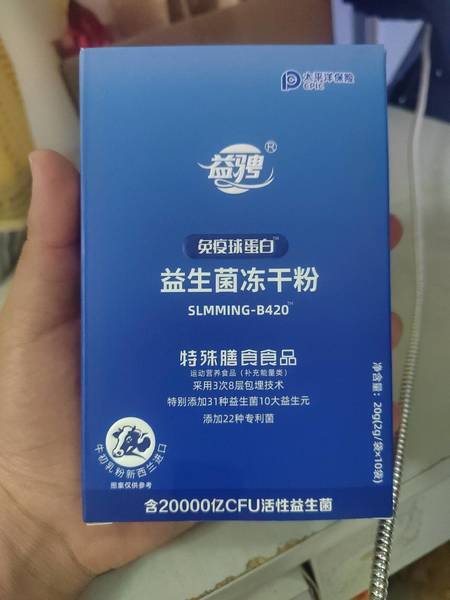 太平洋保险
CPIC
益骋®
免疫球蛋白™
益生菌冻干粉
SLMMING-B420™
特殊膳食食品
运动营养食品（补充能量类）
采用3次8层包埋技术
特别添加31种益生菌10大益生元
添加22种专利菌
净含量：20g(2g/袋×10袋)
牛初乳粉新西兰进口
图案仅供参考
含20000亿CFU活性益生菌